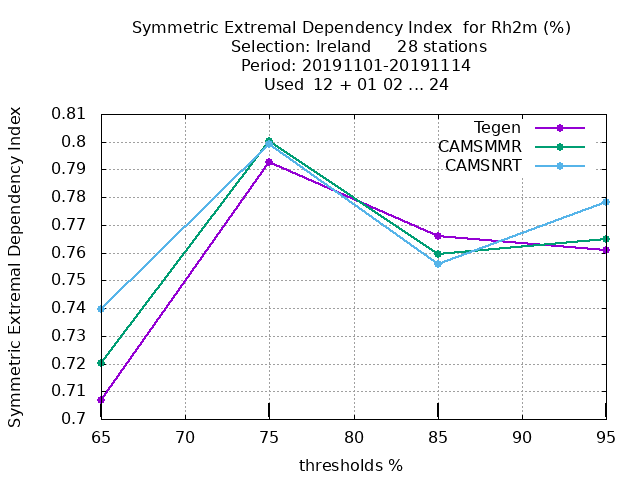 Symmetric Extremal Dependency Index  for Rh2m (%)
Selection: Ireland     28 stations
Period: 20191101-20191114
Used  12 + 01 02 ... 24
Symmetric Extremal Dependency Index
0.81
0.8
0.79
0.78
0.77
0.76
0.75
0.74
0.73
0.72
0.71
0.7
Tegen
CAMSMMR
CAMSNRT
65 70 75 80 85 90 95
thresholds %